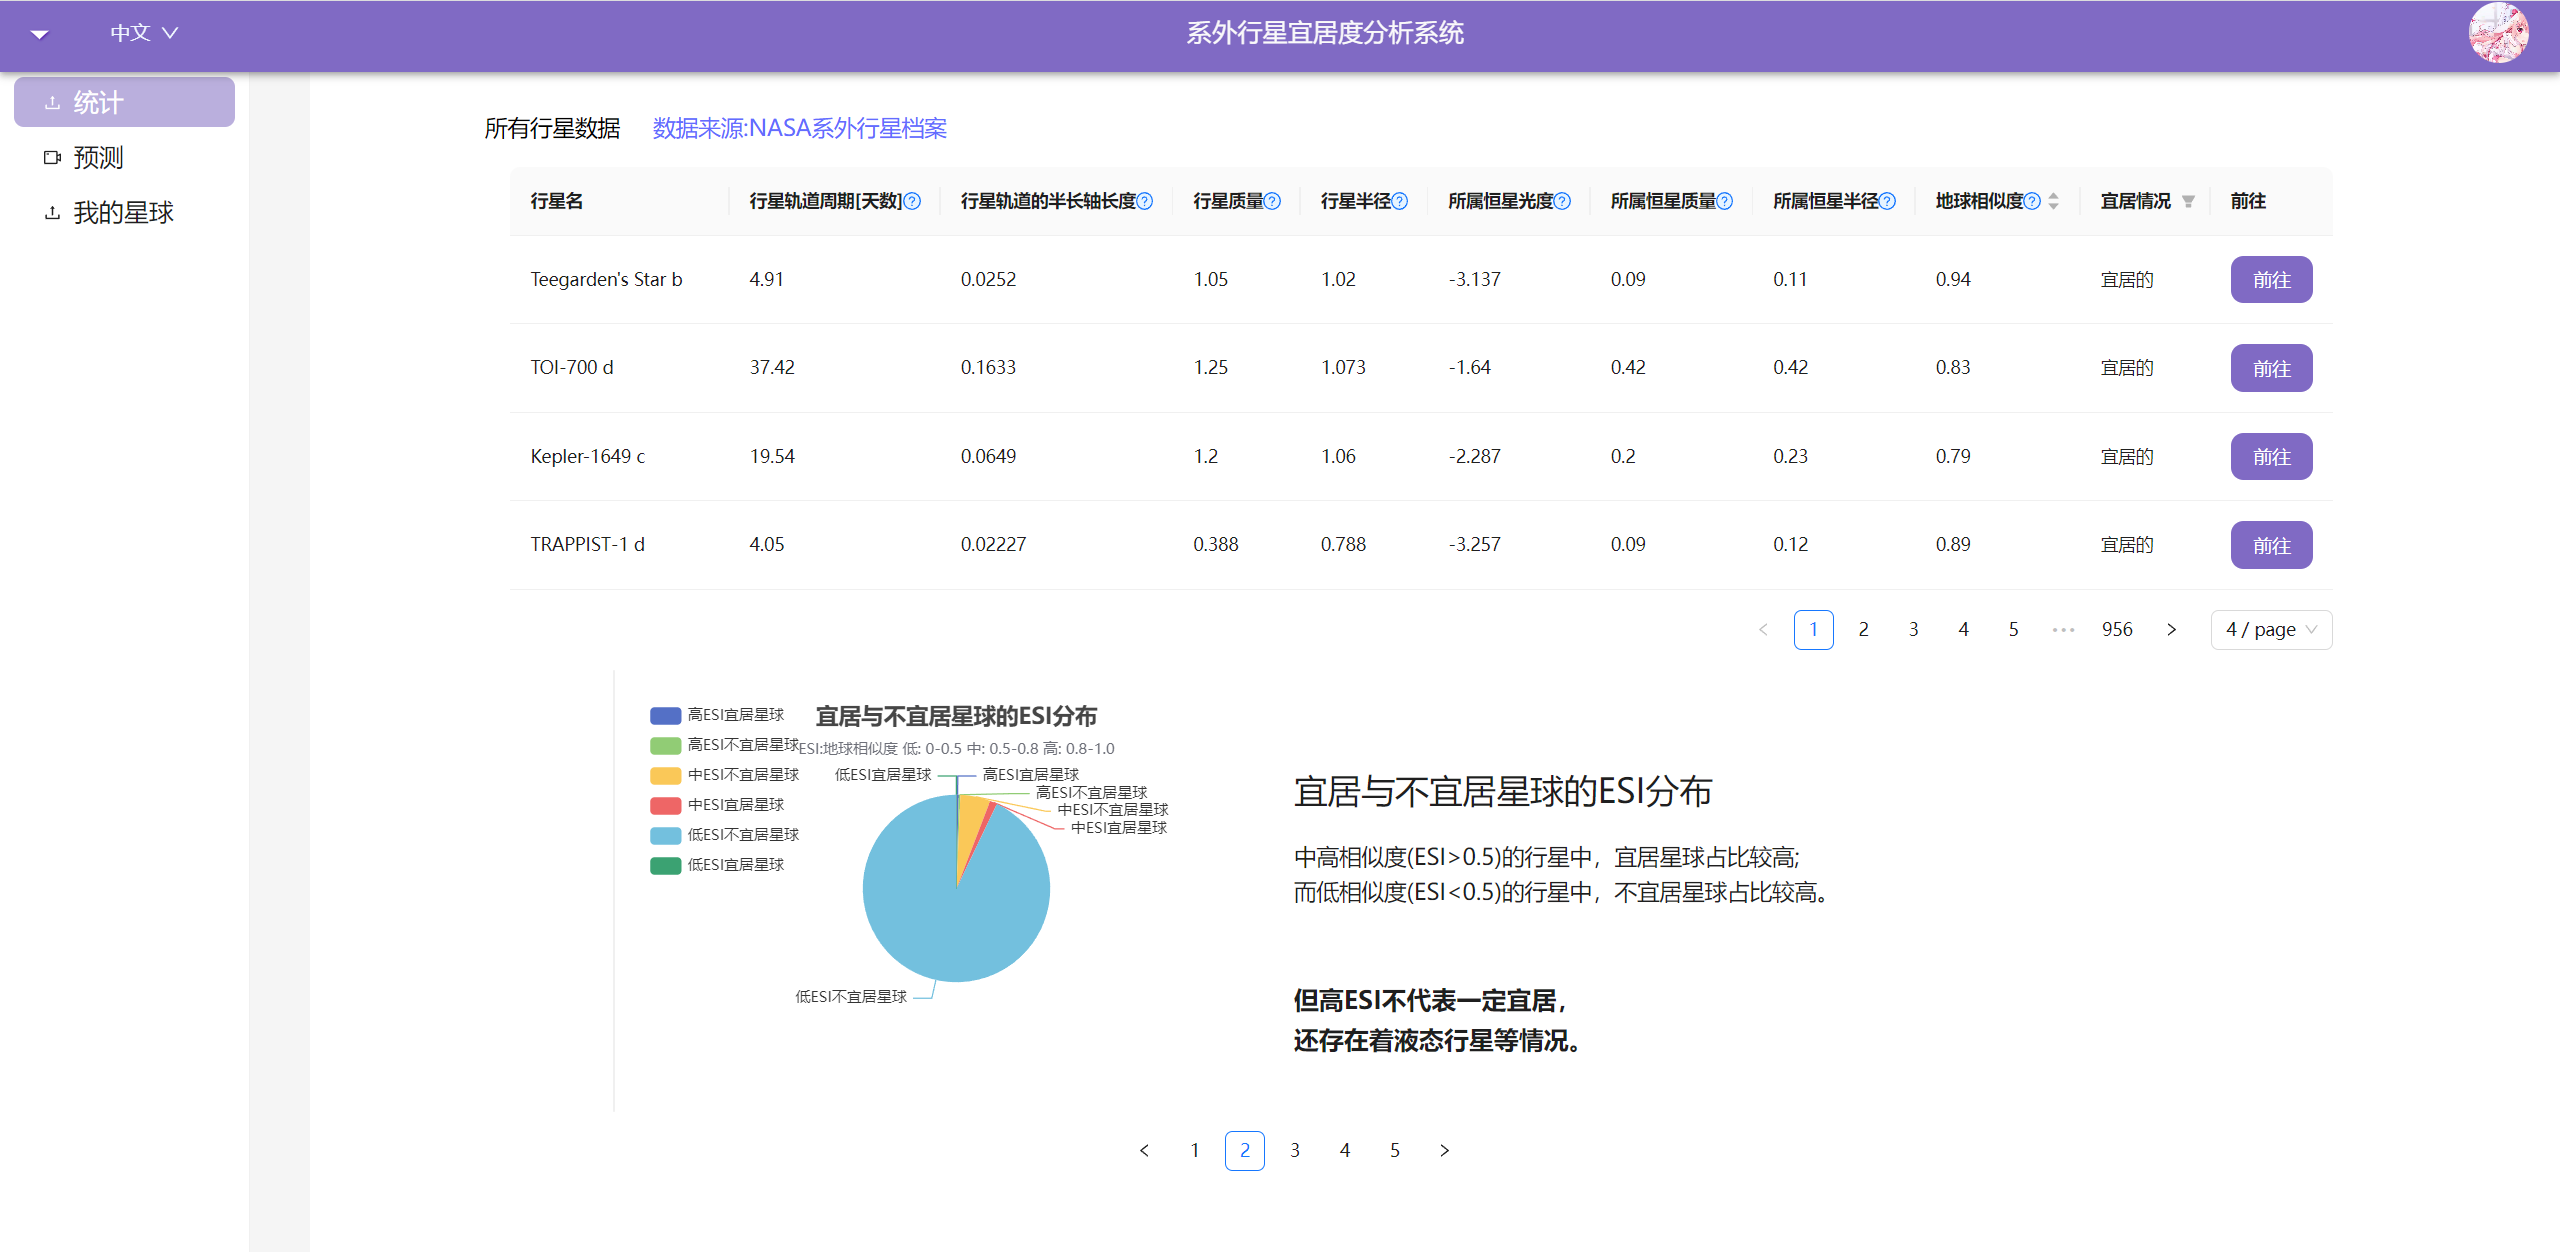 中文
系外行星宜居度分析系统
统计
预测
我的星球
所有行星数据 数据来源:NASA系外行星档案
行星名 行星轨道周期[天数] 行星轨道的半长轴长度 行星质量 行星半径 所属恒星光度 所属恒星质量 所属恒星半径 地球相似度 宜居情况 前往
Teegarden's Star b 4.91 0.0252 1.05 1.02 -3.137 0.09 0.11 0.94 宜居的 前往
TOI-700 d 37.42 0.1633 1.25 1.073 -1.64 0.42 0.42 0.83 宜居的 前往
Kepler-1649 c 19.54 0.0649 1.2 1.06 -2.287 0.2 0.23 0.79 宜居的 前往
TRAPPIST-1 d 4.05 0.02227 0.388 0.788 -3.257 0.09 0.12 0.89 宜居的 前往
< 1 2 3 4 5 ••• 956 > 4 / page
高ESI宜居星球
高ESI不宜居星球
中ESI不宜居星球
中ESI宜居星球
低ESI不宜居星球
低ESI宜居星球
宜居与不宜居星球的ESI分布
ESI:地球相似度 低: 0-0.5 中: 0.5-0.8 高: 0.8-1.0
低ESI宜居星球 高ESI宜居星球
高ESI不宜居星球
中ESI不宜居星球
中ESI宜居星球
低ESI不宜居星球
宜居与不宜居星球的ESI分布
中高相似度(ESI>0.5)的行星中，宜居星球占比较高;
而低相似度(ESI<0.5)的行星中，不宜居星球占比较高。
但高ESI不代表一定宜居，
还存在着液态行星等情况。
< 1 2 3 4 5 >